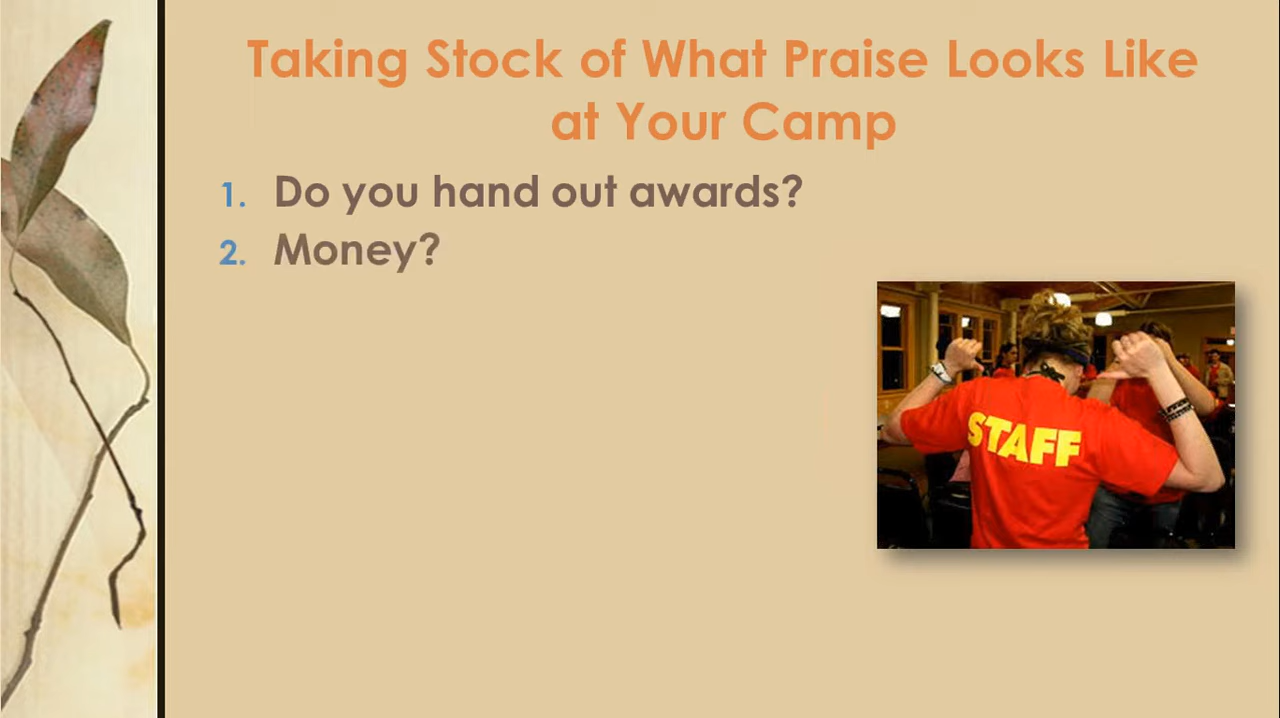 Taking Stock of What Praise Looks Like
at Your Camp
1. Do you hand out awards?
2. Money?
STAFF